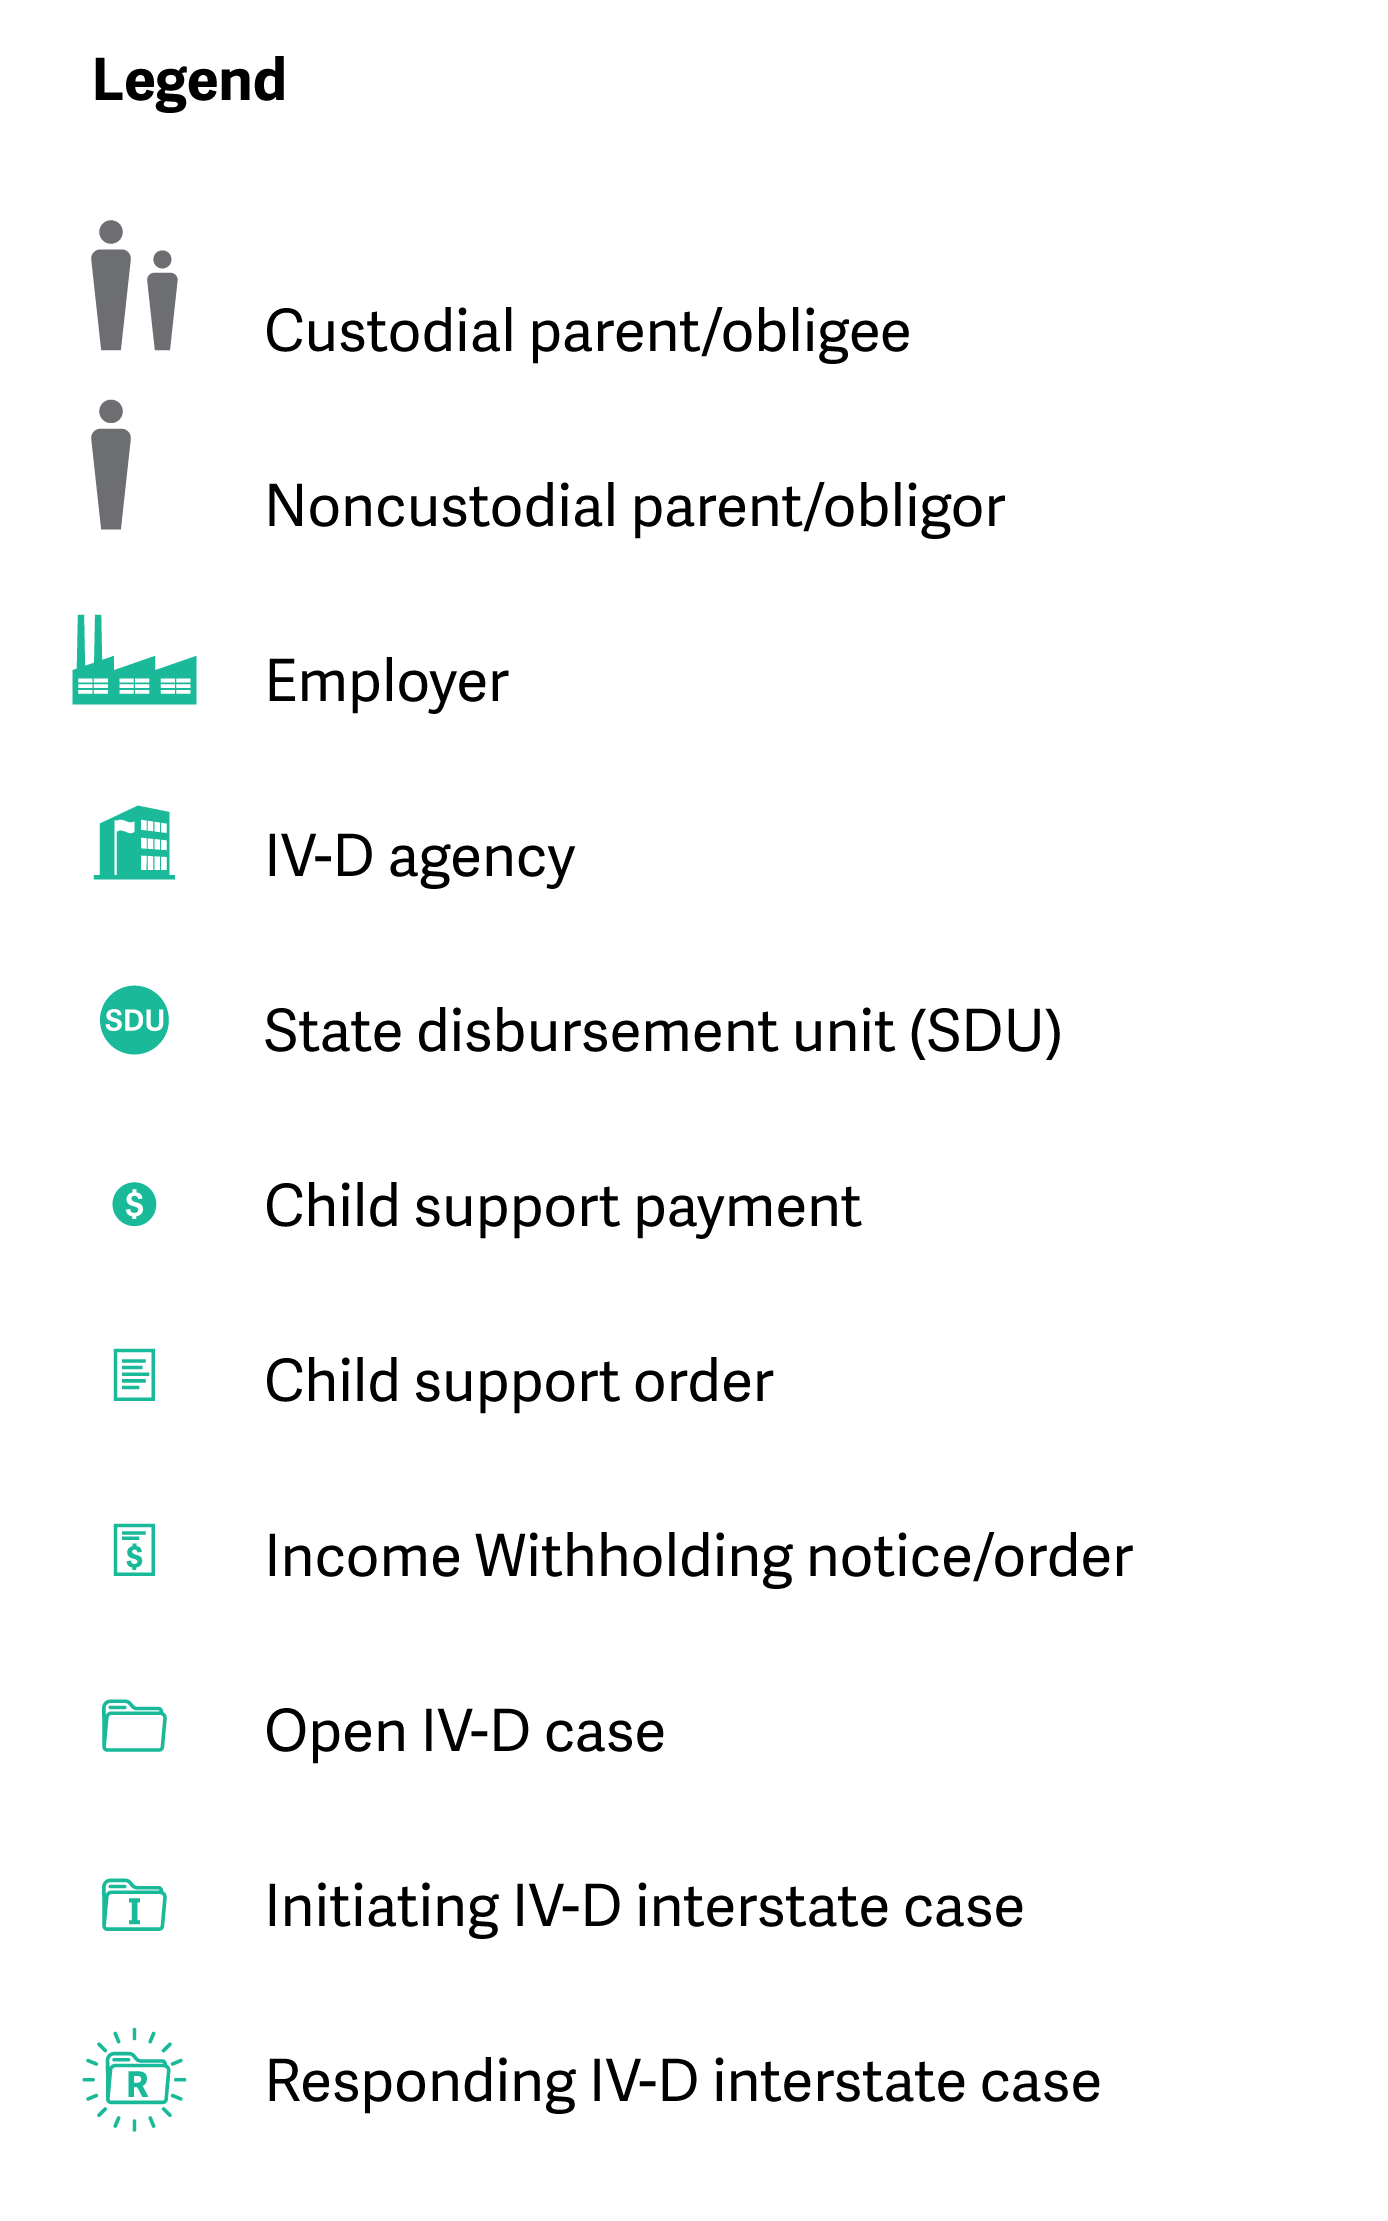 Legend
Custodial parent/obligee
Noncustodial parent/obligor
Employer
IV-D agency
SDU State disbursement unit (SDU)
$ Child support payment
Child support order
$ Income Withholding notice/order
Open IV-D case
I Initiating IV-D interstate case
R Responding IV-D interstate case